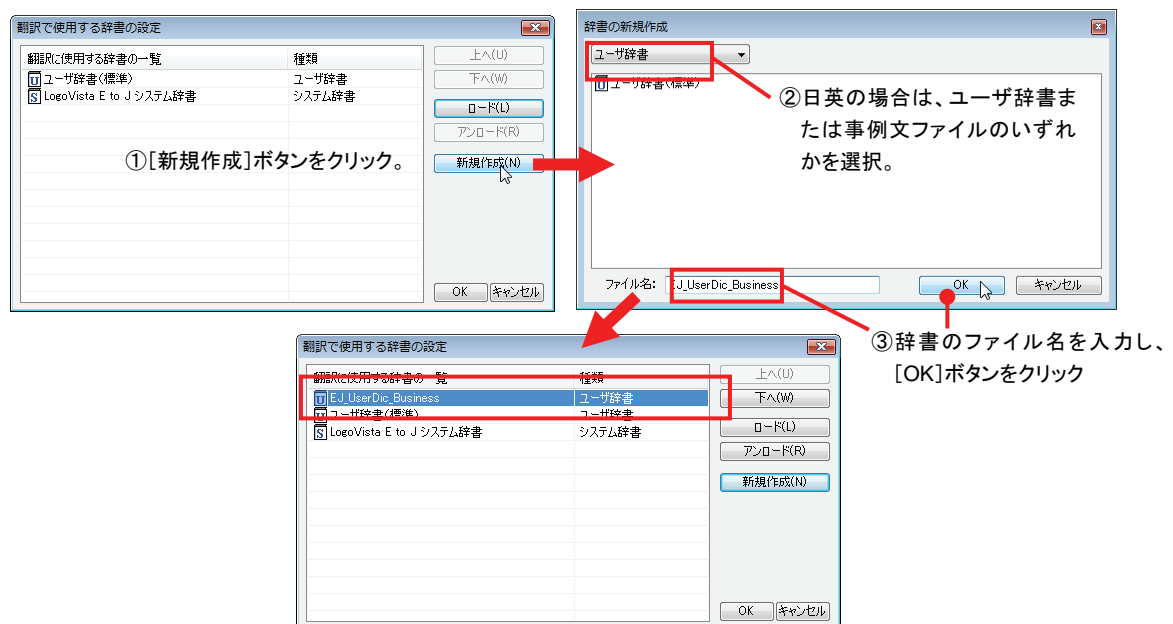 翻訳で使用する辞書の設定
翻訳に使用する辞書の一覧 種類
ユーザ辞書(標準) ユーザ辞書
LogoVista E to J システム辞書 システム辞書
上へ(U)
下へ(W)
ロード(L)
アンロード(R)
新規作成(N)
OK キャンセル
①[新規作成]ボタンをクリック。
辞書の新規作成
ユーザ辞書
ユーザ辞書(標準)
②日英の場合は、ユーザ辞書ま
たは事例文ファイルのいずれ
かを選択。
ファイル名: EJ_UserDic_Business
OK キャンセル
③辞書のファイル名を入力し、
[OK]ボタンをクリック
翻訳で使用する辞書の設定
翻訳に使用する辞書の一覧 種類
EJ_UserDic_Business ユーザ辞書
ユーザ辞書(標準) ユーザ辞書
LogoVista E to J システム辞書 システム辞書
上へ(U)
下へ(W)
ロード(L)
アンロード(R)
新規作成(N)
OK キャンセル